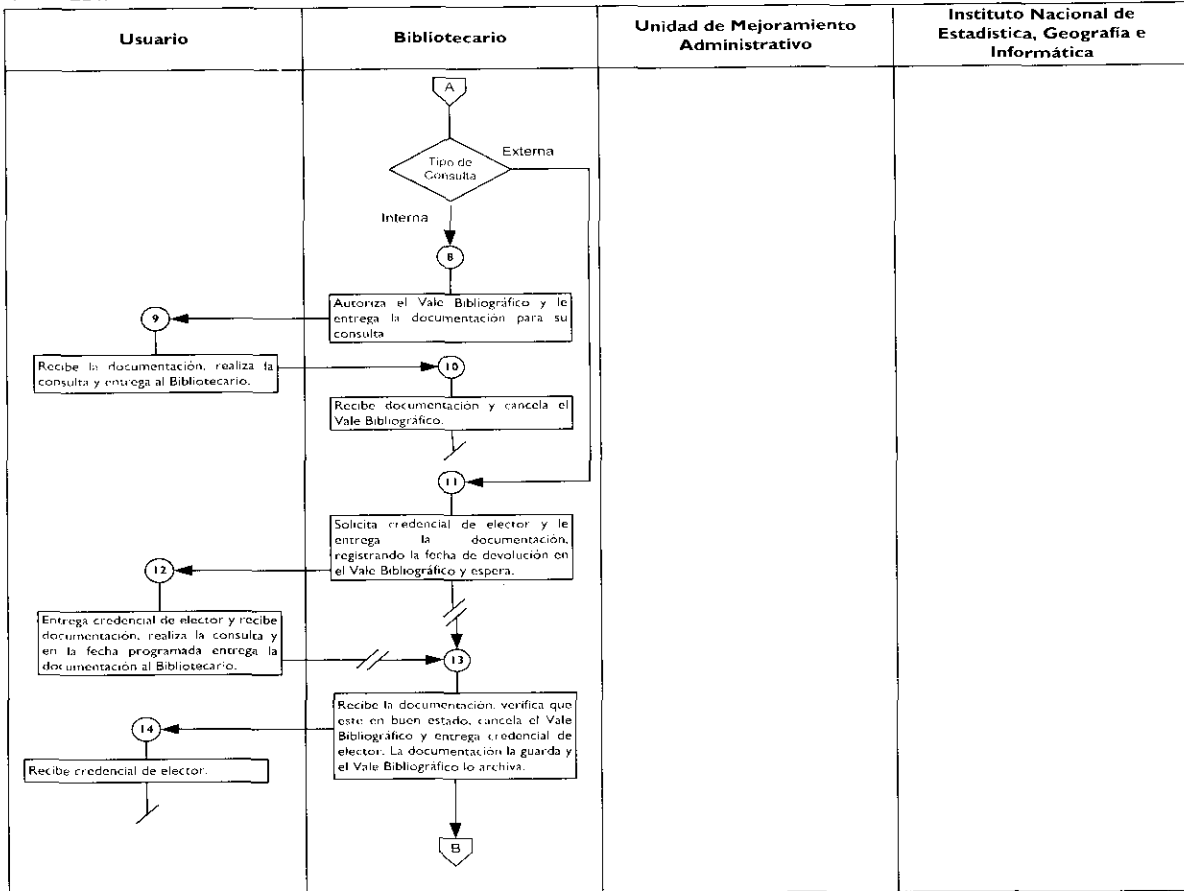 Usuario
Bibliotecario
Unidad de Mejoramiento
Administrativo
Instituto Nacional de
Estadística, Geografía e
Informática
A
Tipo de
Consulta
Externa
Interna
8
Autoriza el Vale Bibliográfico y le
entrega la documentación para su
consulta
9
Recibe la documentación, realiza la
consulta y entrega al Bibliotecario.
10
Recibe documentación y cancela el
Vale Bibliográfico.
11
Solicita credencial de elector y le
entrega la documentación,
registrando la fecha de devolución en
el Vale Bibliográfico y espera.
12
Entrega credencial de elector y recibe
documentación, realiza la consulta y
en la fecha programada entrega la
documentación al Bibliotecario.
13
Recibe la documentación, verifica que
este en buen estado, cancela el Vale
Bibliográfico y entrega credencial de
elector. La documentación la guarda y
el Vale Bibliográfico lo archiva.
14
Recibe credencial de elector.
B